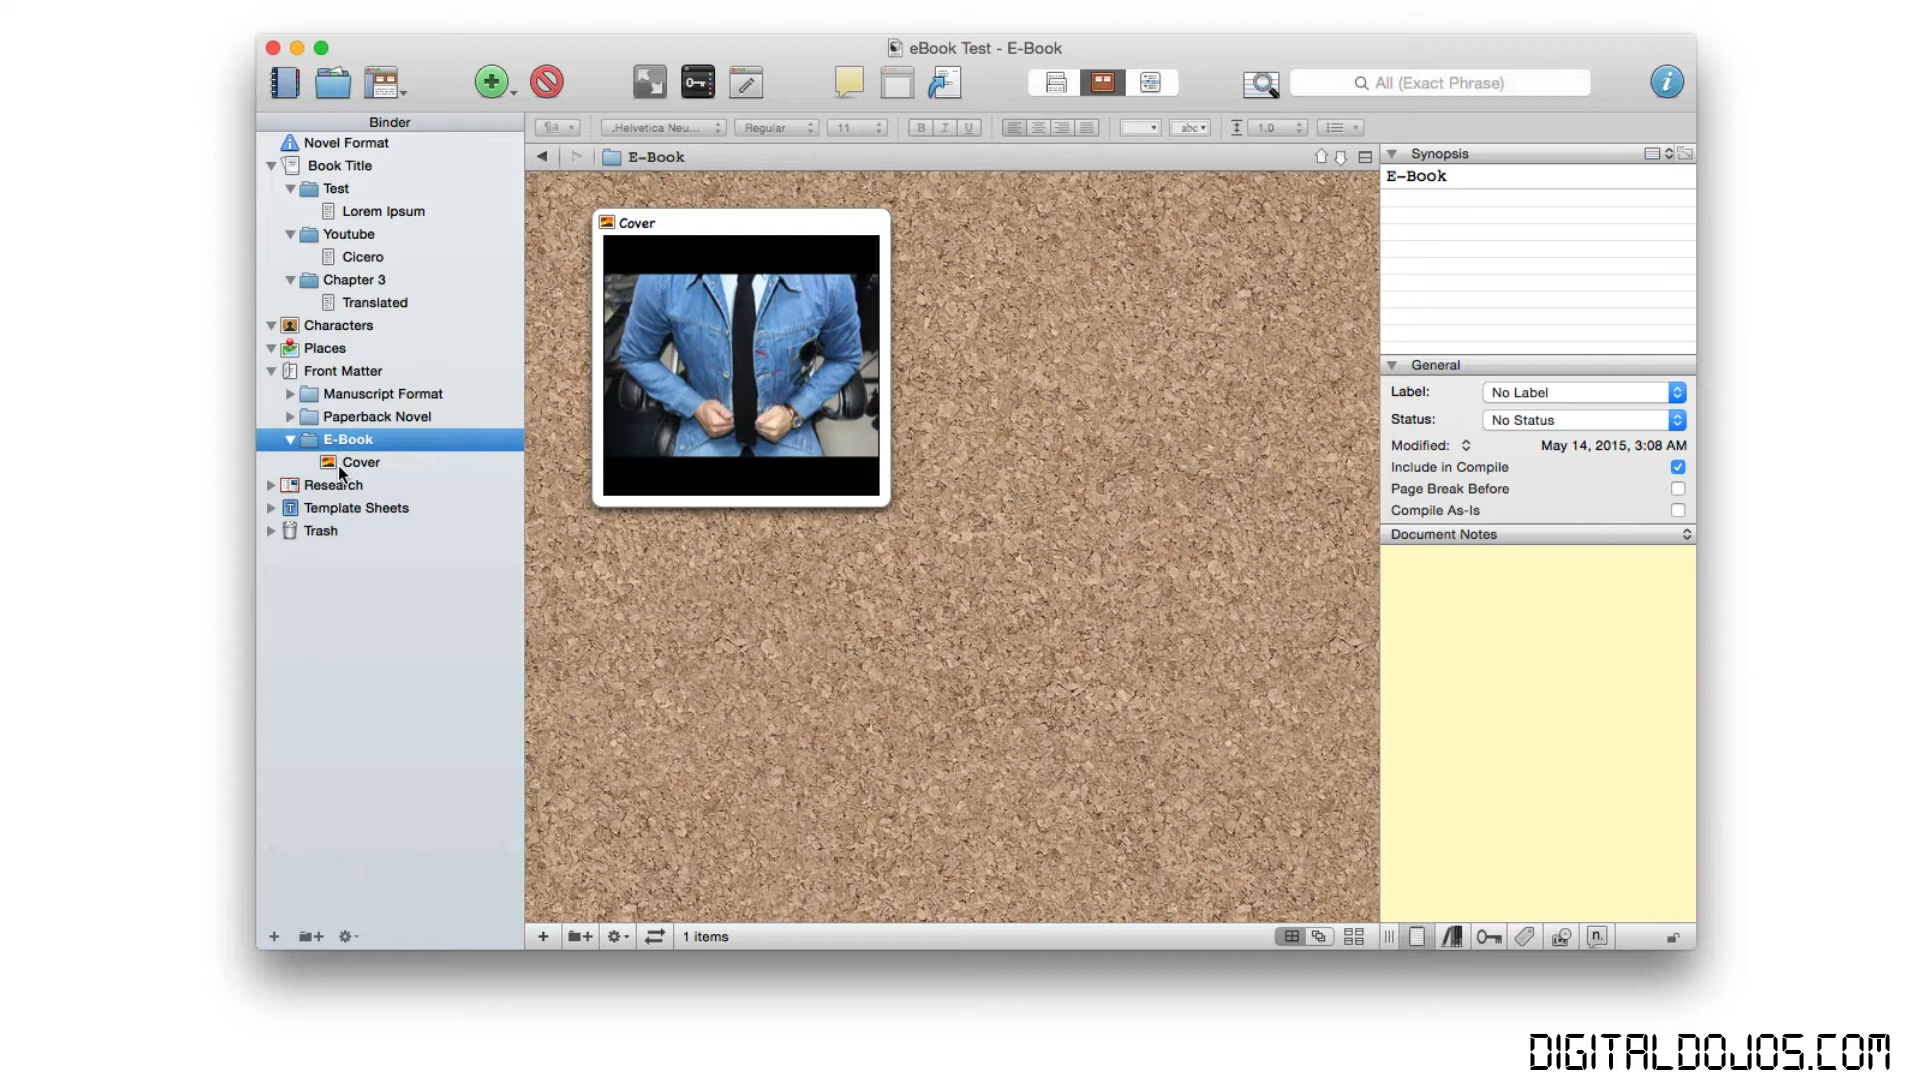 eBook Test - E-Book
All (Exact Phrase)
Binder
¶a
.Helvetica Neu...
Regular
11
B I U
abc
1.0
Novel Format
Book Title
Test
Lorem Ipsum
Youtube
Cicero
Chapter 3
Translated
Characters
Places
Front Matter
Manuscript Format
Paperback Novel
E-Book
Cover
Research
Template Sheets
Trash
E-Book
Cover
1 items
Synopsis
E-Book
General
Label: No Label
Status: No Status
Modified: May 14, 2015, 3:08 AM
Include in Compile
Page Break Before
Compile As-Is
Document Notes
n.
DIGITALDOJOS.COM